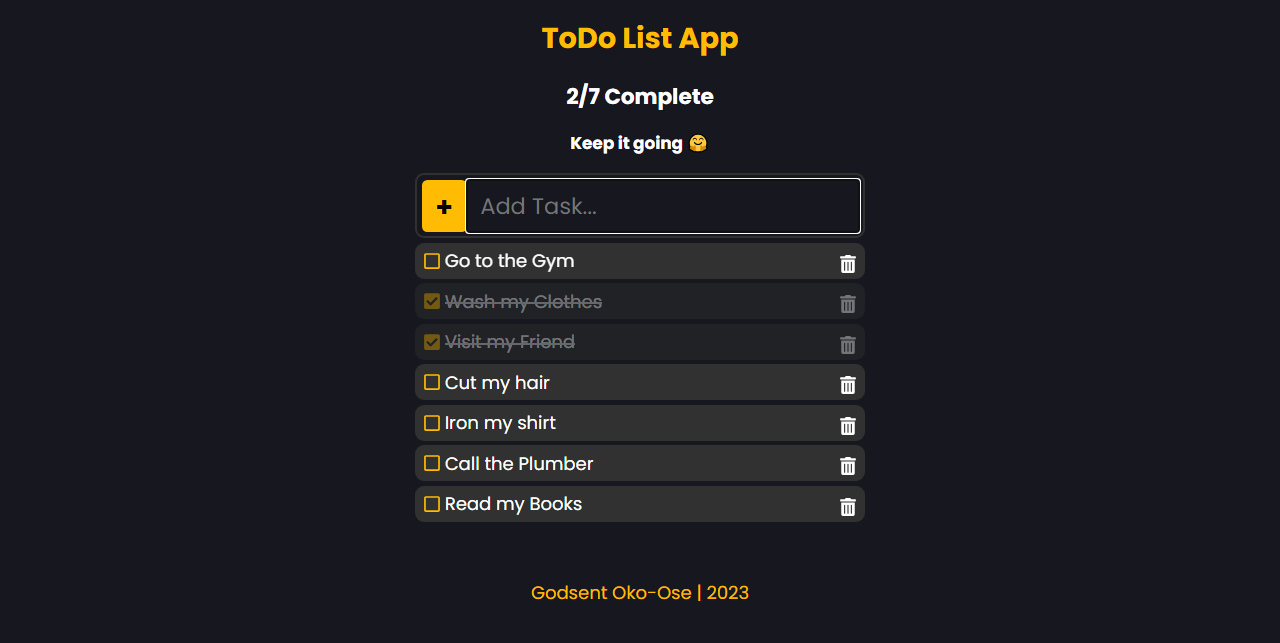 ToDo List App
2/7 Complete
Keep it going 🤗
+ Add Task...
Go to the Gym
Wash my Clothes
Visit my Friend
Cut my hair
Iron my shirt
Call the Plumber
Read my Books
Godsent Oko-Ose | 2023